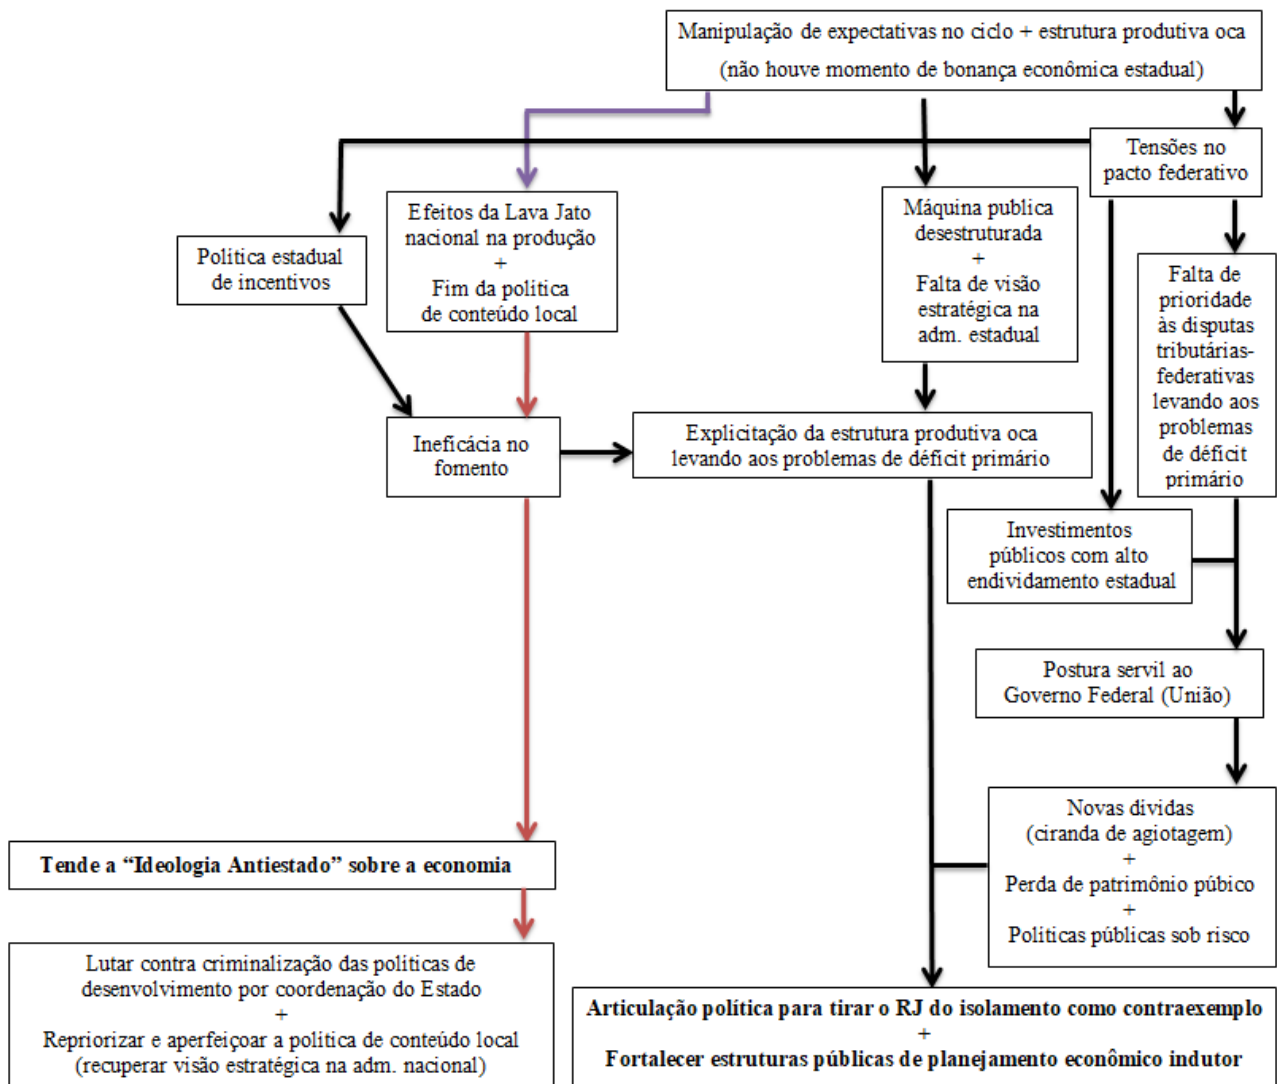 Manipulação de expectativas no ciclo + estrutura produtiva oca
(não houve momento de bonança econômica estadual)
Tensões no
pacto federativo
Efeitos da Lava Jato
nacional na produção
+
Fim da política
de conteúdo local
Máquina publica
desestruturada
+
Falta de visão
estratégica na
adm. estadual
Política estadual
de incentivos
Falta de
prioridade
às disputas
tributárias-
federativas
levando aos
problemas
de déficit
primário
Ineficácia no
fomento
Explicitação da estrutura produtiva oca
levando aos problemas de déficit primário
Investimentos
públicos com alto
endividamento estadual
Postura servil ao
Governo Federal (União)
Novas dividas
(ciranda de agiotagem)
+
Perda de patrimônio púbico
+
Políticas públicas sob risco
Tende a “Ideologia Antiestado” sobre a economia
Lutar contra criminalização das políticas de
desenvolvimento por coordenação do Estado
+
Repriorizar e aperfeiçoar a política de conteúdo local
(recuperar visão estratégica na adm. nacional)
Articulação política para tirar o RJ do isolamento como contraexemplo
+
Fortalecer estruturas públicas de planejamento econômico indutor